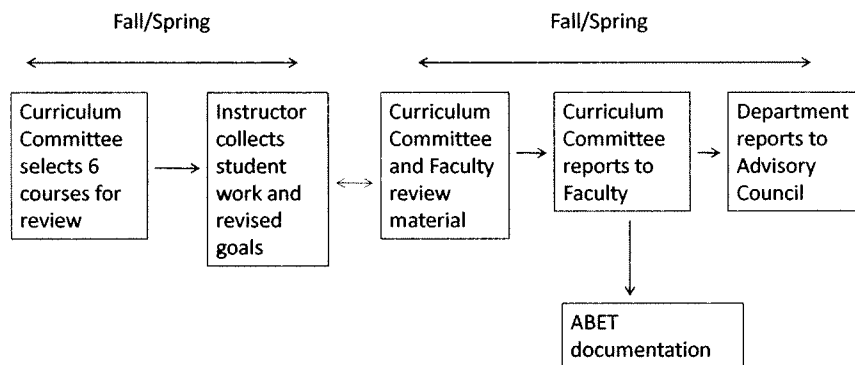 Fall/Spring
Fall/Spring
Curriculum
Committee
selects 6
courses for
review
Instructor
collects
student
work and
revised
goals
Curriculum
Committee
and Faculty
review
material
Curriculum
Committee
reports to
Faculty
Department
reports to
Advisory
Council
ABET
documentation